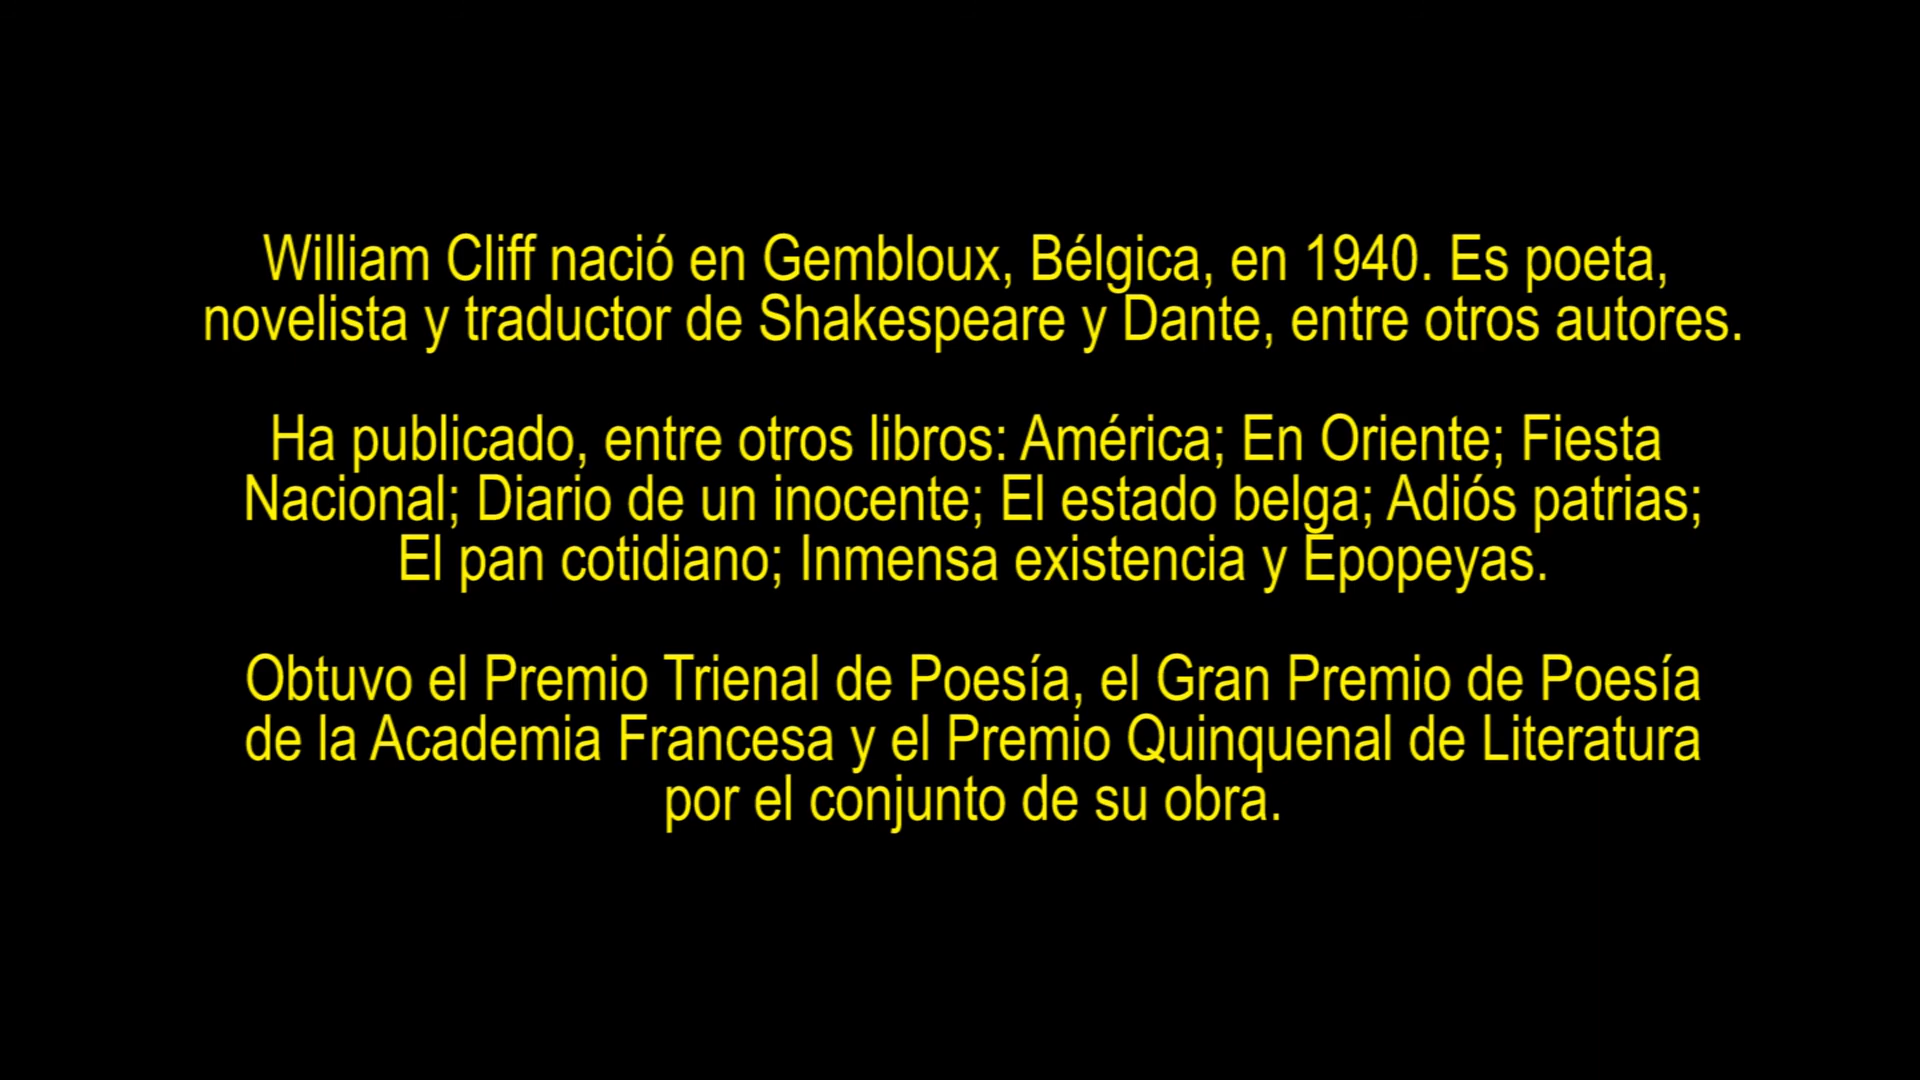 William Cliff nació en Gembloux, Bélgica, en 1940. Es poeta,
novelista y traductor de Shakespeare y Dante, entre otros autores.
Ha publicado, entre otros libros: América; En Oriente; Fiesta
Nacional; Diario de un inocente; El estado belga; Adiós patrias;
El pan cotidiano; Inmensa existencia y Epopeyas.
Obtuvo el Premio Trienal de Poesía, el Gran Premio de Poesía
de la Academia Francesa y el Premio Quinquenal de Literatura
por el conjunto de su obra.